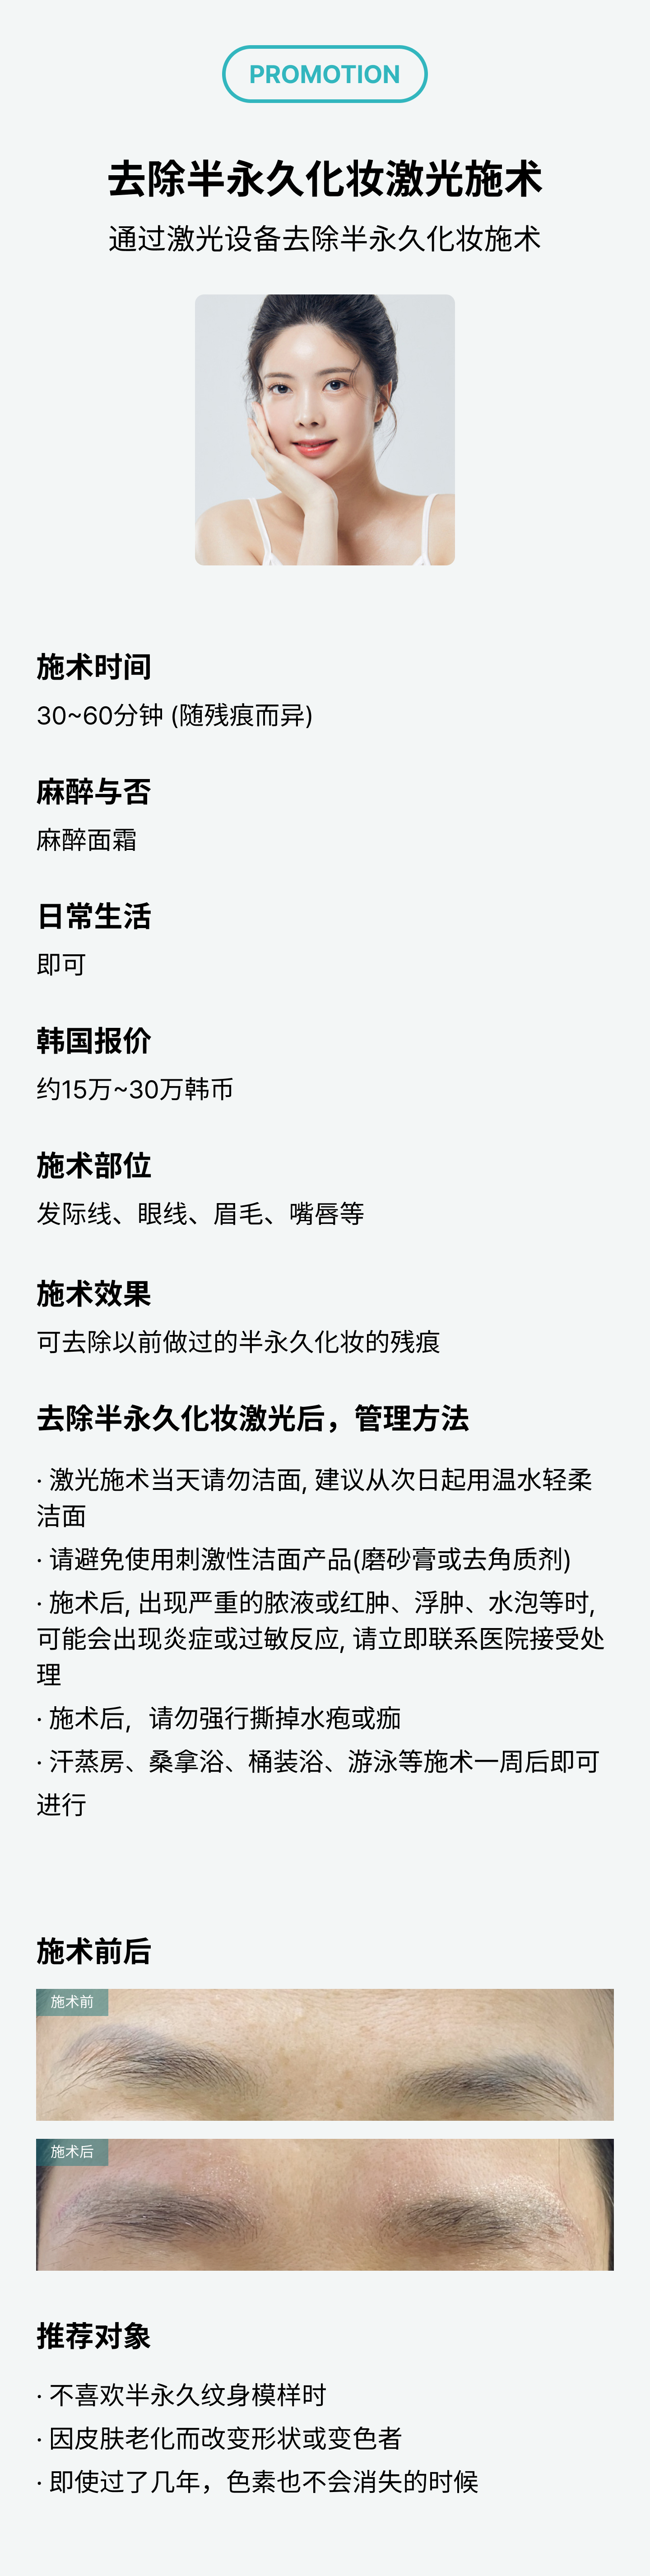 PROMOTION
去除半永久化妆激光施术
通过激光设备去除半永久化妆施术
施术时间
30~60分钟 (随残痕而异)
麻醉与否
麻醉面霜
日常生活
即可
韩国报价
约15万~30万韩币
施术部位
发际线、眼线、眉毛、嘴唇等
施术效果
可去除以前做过的半永久化妆的残痕
去除半永久化妆激光后，管理方法
· 激光施术当天请勿洁面, 建议从次日起用温水轻柔
洁面
· 请避免使用刺激性洁面产品(磨砂膏或去角质剂)
· 施术后, 出现严重的脓液或红肿、浮肿、水泡等时,
可能会出现炎症或过敏反应, 请立即联系医院接受处
理
· 施术后，请勿强行撕掉水疱或痂
· 汗蒸房、桑拿浴、桶装浴、游泳等施术一周后即可
进行
施术前后
施术前
施术后
推荐对象
· 不喜欢半永久纹身模样时
· 因皮肤老化而改变形状或变色者
· 即使过了几年，色素也不会消失的时候